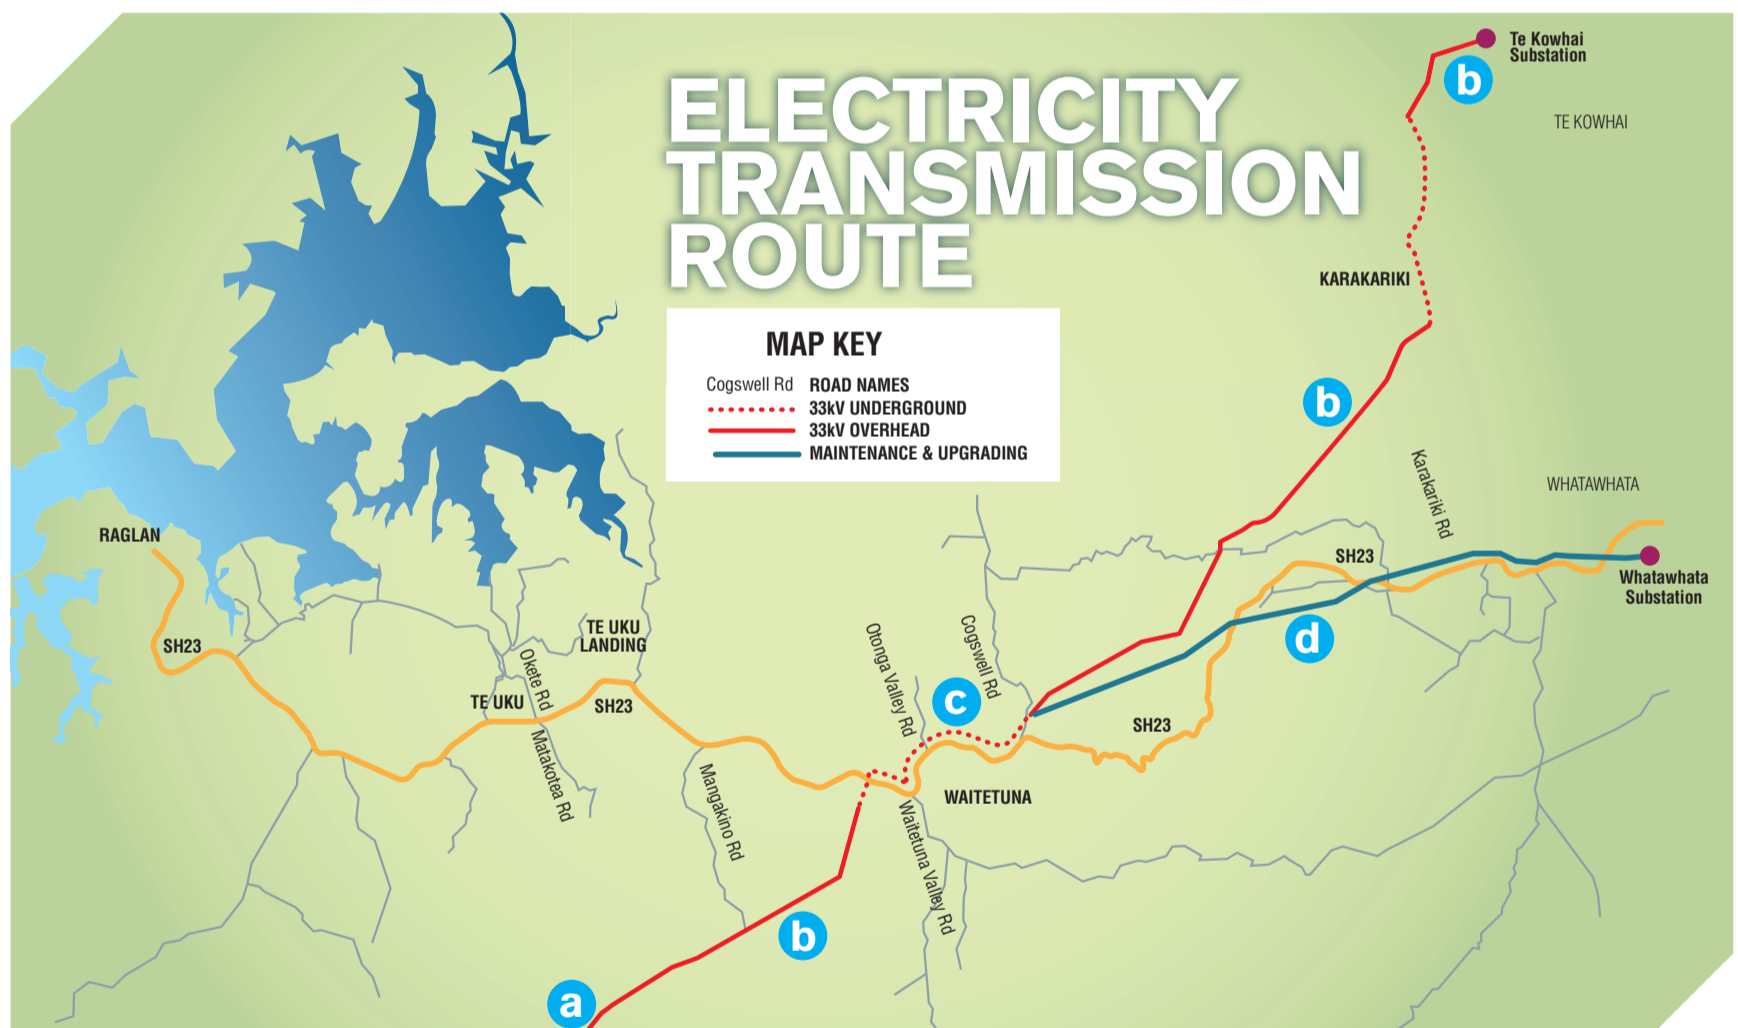 ELECTRICITY
TRANSMISSION
ROUTE
MAP KEY
Cogswell Rd ROAD NAMES
33kV UNDERGROUND
33kV OVERHEAD
MAINTENANCE & UPGRADING
Te Kowhai
Substation
b
TE KOWHAI
KARAKARIKI
b
Karakariki Rd
WHATAWHATA
RAGLAN
SH23
SH23
Whatawhata
Substation
TE UKU
LANDING
Okete Rd
TE UKU
SH23
Otonga Valley Rd
Cogswell Rd
c
d
SH23
Matakotea Rd
Mangakino Rd
WAITETUNA
Waitetuna Valley Rd
b
a